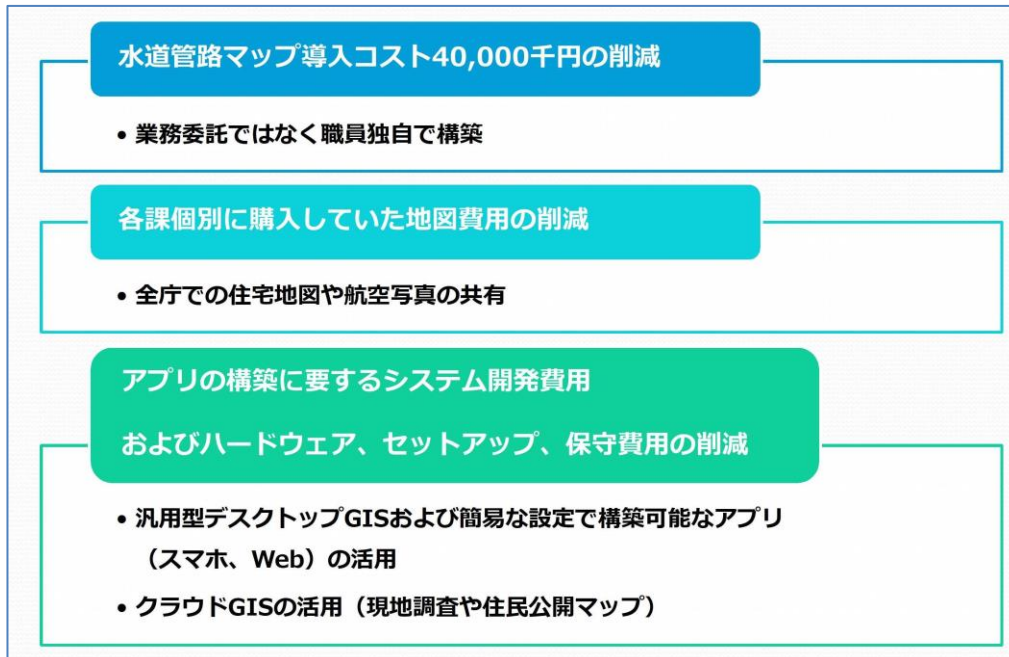 水道管路マップ導入コスト40,000千円の削減
• 業務委託ではなく職員独自で構築
各課個別に購入していた地図費用の削減
• 全庁での住宅地図や航空写真の共有
アプリの構築に要するシステム開発費用
およびハードウェア、セットアップ、保守費用の削減
• 汎用型デスクトップGISおよび簡易な設定で構築可能なアプリ
（スマホ、Web）の活用
• クラウドGISの活用（現地調査や住民公開マップ）